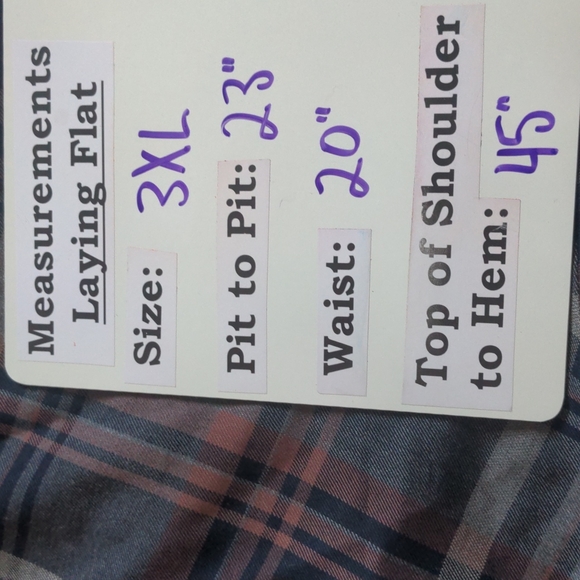 Measurements
Laying Flat
Size: 3XL
Pit to Pit: 23"
Waist: 20"
Top of Shoulder
to Hem: 45"